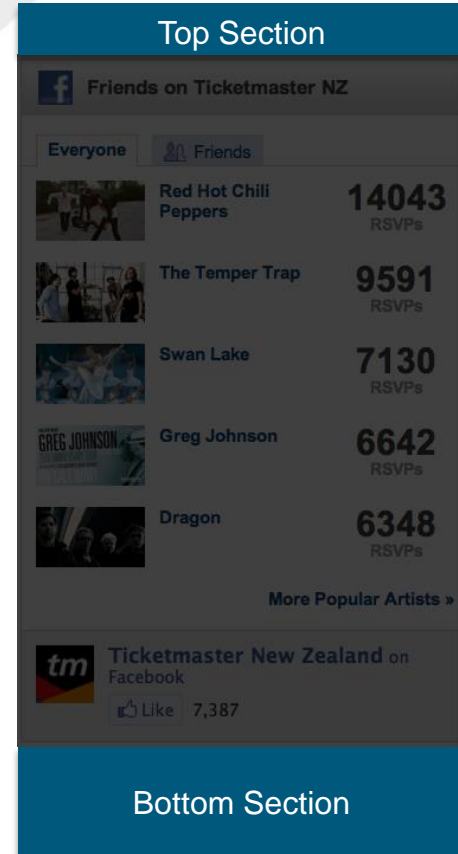 Top Section
Friends on Ticketmaster NZ
Everyone
Friends
Red Hot Chili
Peppers
14043
RSVPs
The Temper Trap
9591
RSVPs
Swan Lake
7130
RSVPs
GREG JOHNSON
Greg Johnson
6642
RSVPs
Dragon
6348
RSVPs
More Popular Artists »
tm
Ticketmaster New Zealand on
Facebook
Like 7,387
Bottom Section